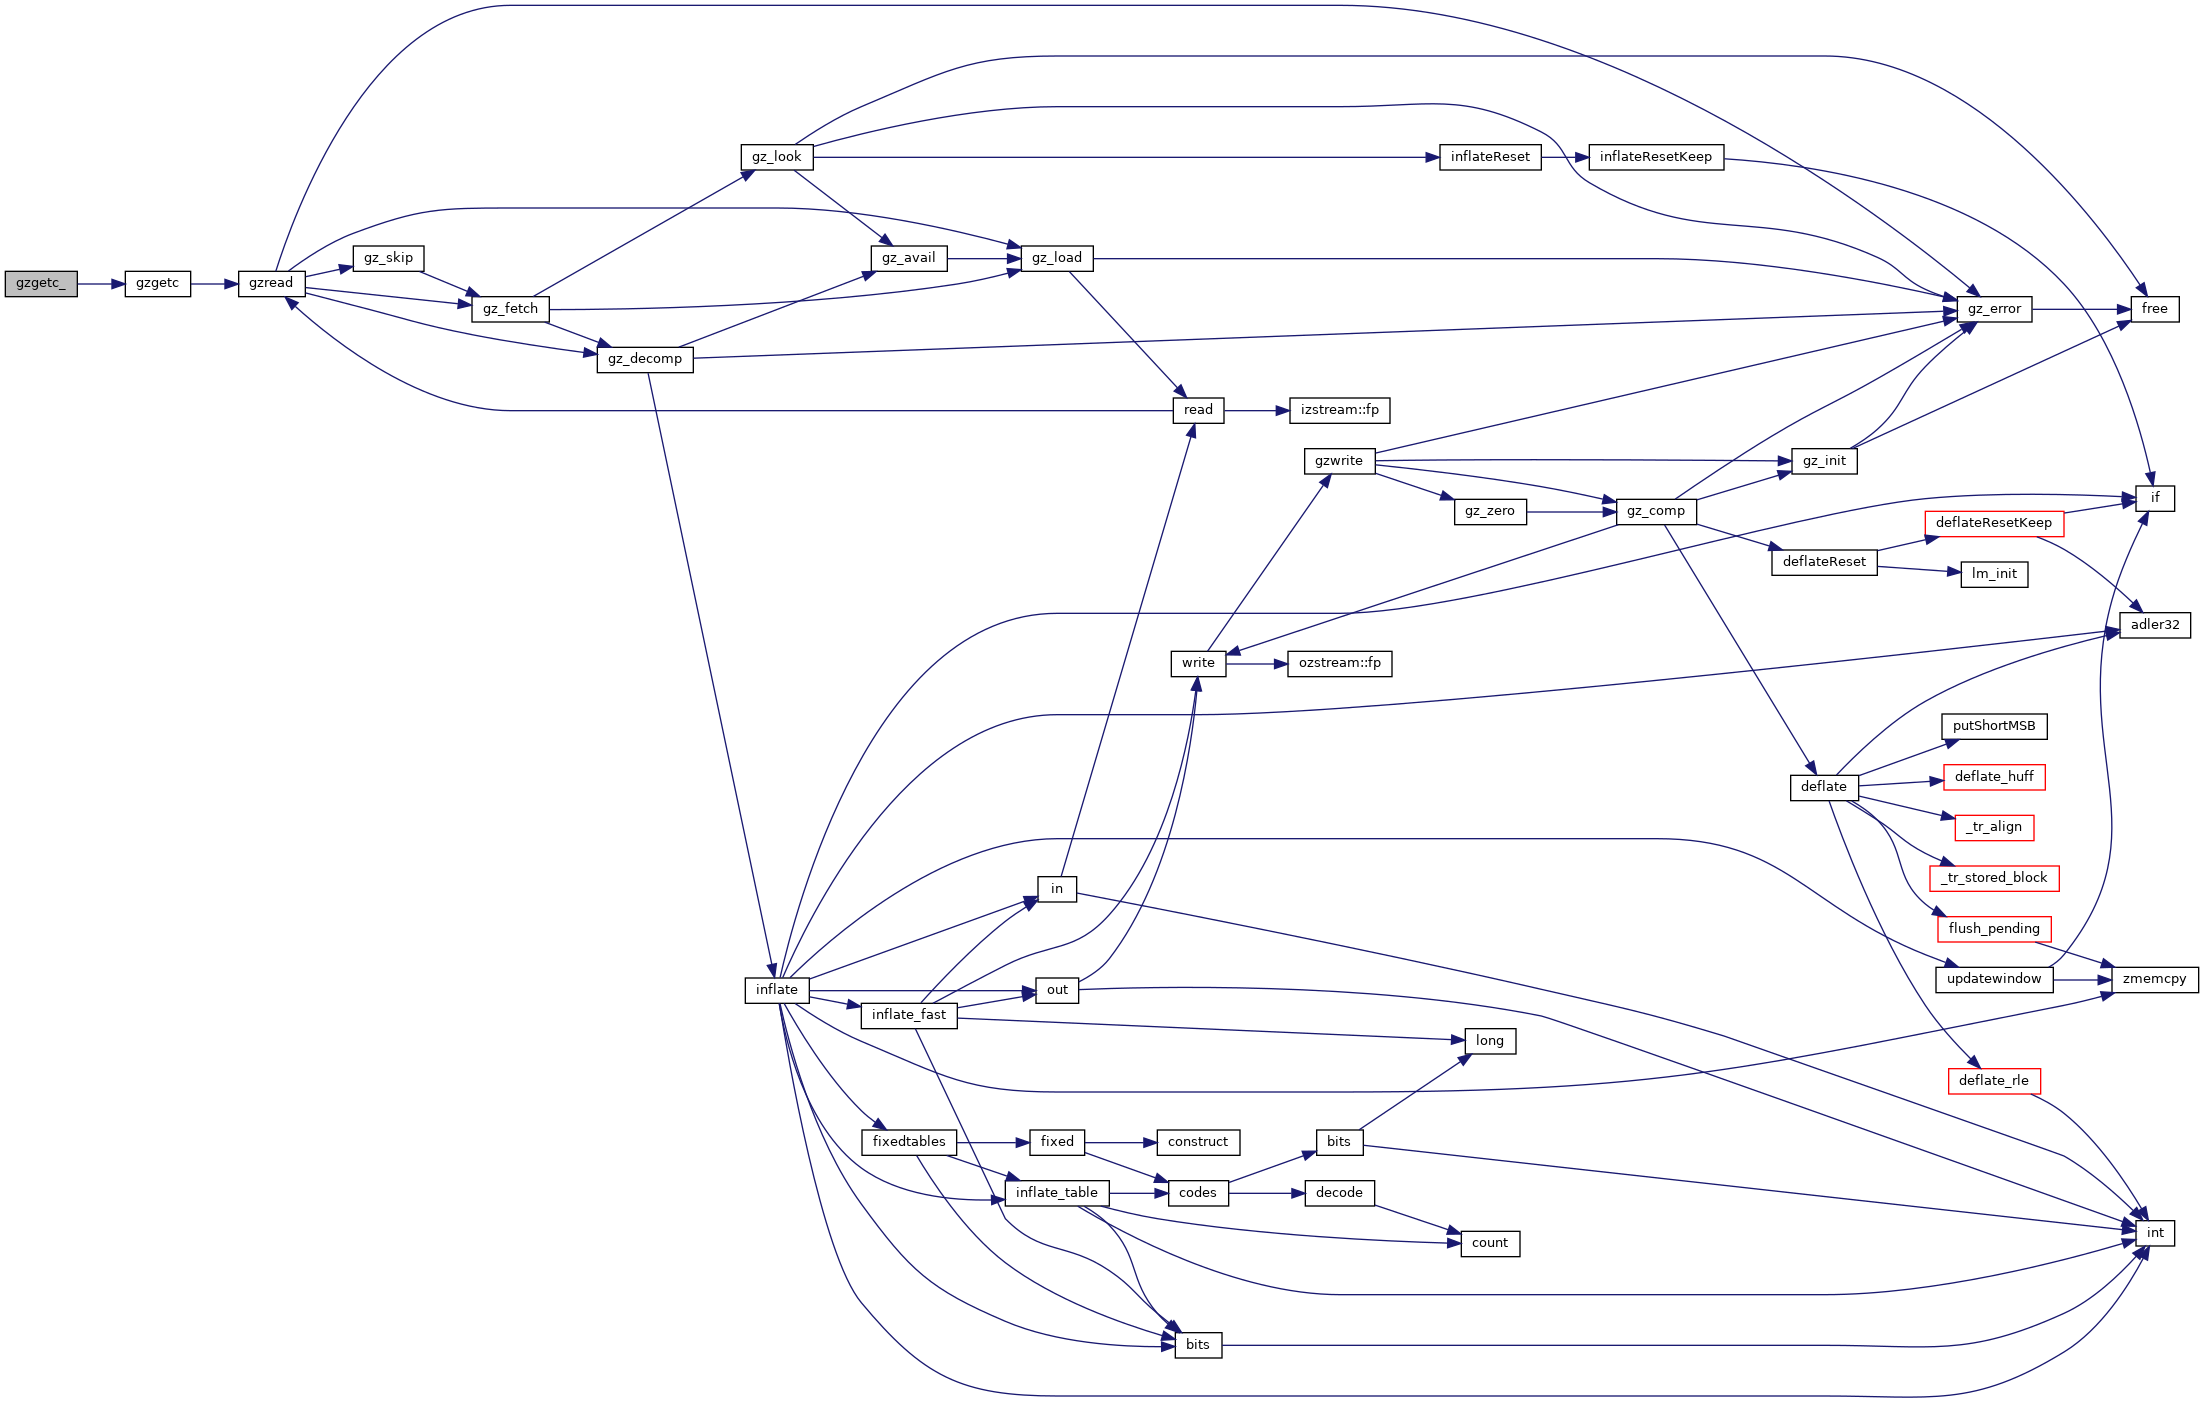 gzgetc_
gzgetc
gzread
gz_skip
gz_fetch
gz_decomp
gz_look
gz_avail
gz_load
inflateReset
inflateResetKeep
gz_error
free
read
izstream::fp
gzwrite
gz_zero
gz_comp
gz_init
if
deflateResetKeep
deflateReset
lm_init
adler32
write
ozstream::fp
putShortMSB
deflate
deflate_huff
_tr_align
_tr_stored_block
flush_pending
updatewindow
zmemcpy
in
inflate
out
inflate_fast
long
deflate_rle
fixedtables
fixed
construct
bits
inflate_table
codes
decode
count
int
bits